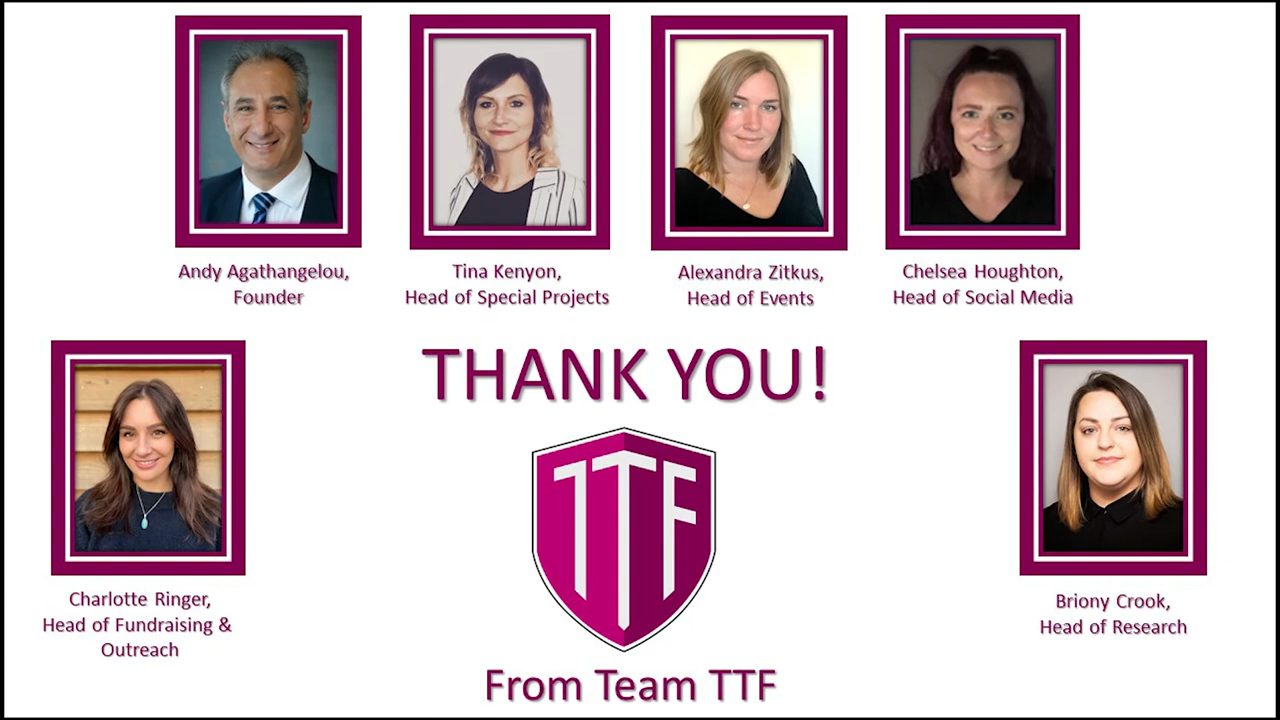 Andy Agathangelou,
Founder
Tina Kenyon,
Head of Special Projects
Alexandra Zitkus,
Head of Events
Chelsea Houghton,
Head of Social Media
THANK YOU!
Charlotte Ringer,
Head of Fundraising &
Outreach
TTF
Briony Crook,
Head of Research
From Team TTF